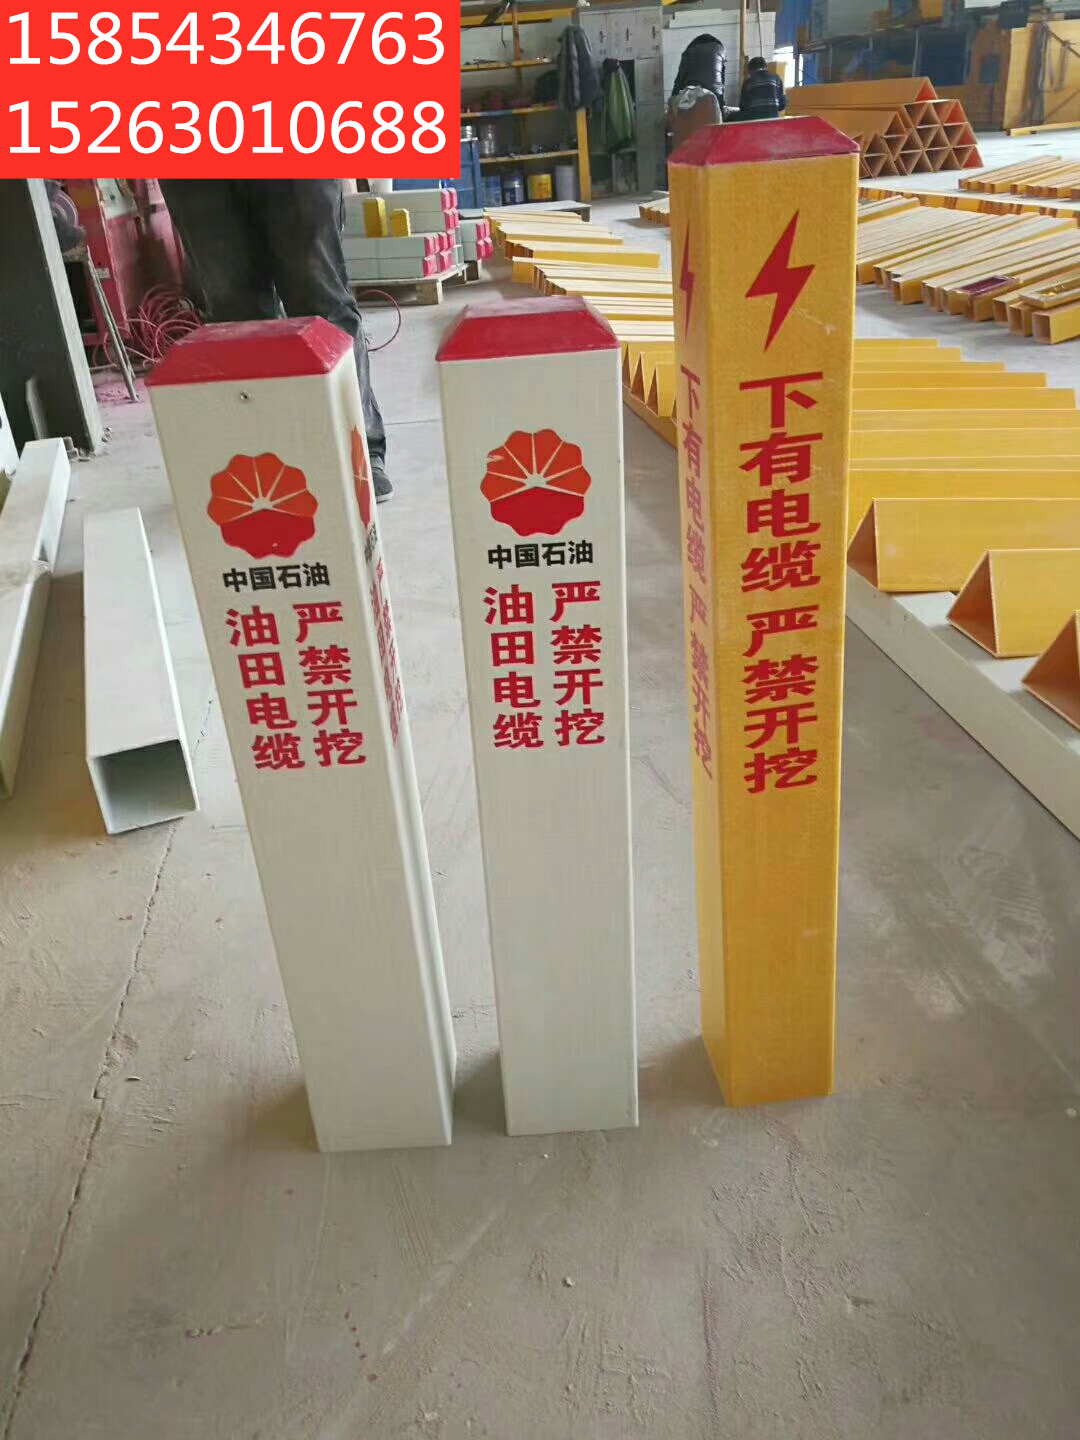 15854346763
15263010688
中国石油
油田电缆
严禁开挖
中国石油
油田电缆
严禁开挖
下有电缆 严禁开挖
下有电缆 严禁开挖